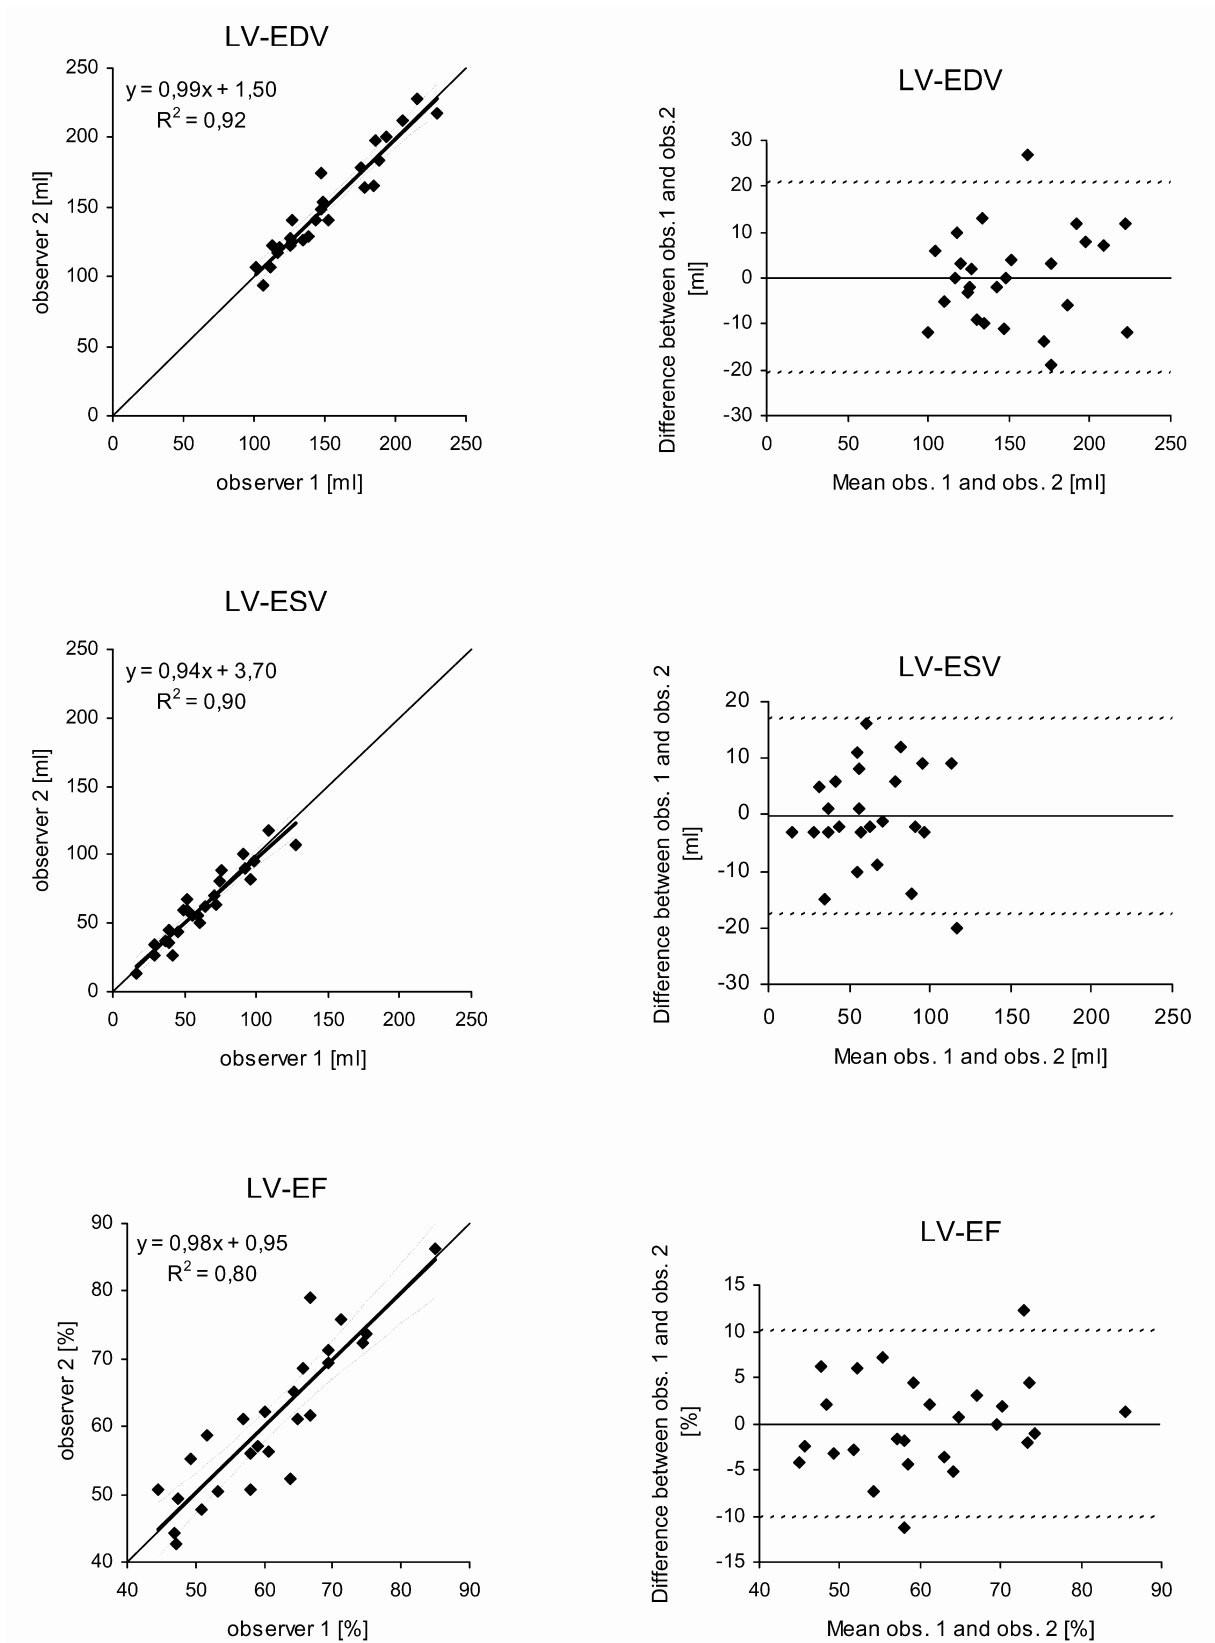 LV-EDV
y = 0,99x + 1,50
R² = 0,92
250
200
150
100
50
0
0 50 100 150 200 250
observer 2 [ml]
observer 1 [ml]
LV-EDV
30
20
10
0
-10
-20
-30
0 50 100 150 200 250
Difference between obs.1 and obs.2
[ml]
Mean obs. 1 and obs. 2 [ml]
LV-ESV
y = 0,94x + 3,70
R² = 0,90
250
200
150
100
50
0
0 50 100 150 200 250
observer 2 [ml]
observer 1 [ml]
LV-ESV
20
10
0
-10
-20
-30
0 50 100 150 200 250
Difference between obs. 1 and obs. 2
[ml]
Mean obs. 1 and obs. 2 [ml]
LV-EF
y = 0,98x + 0,95
R² = 0,80
90
80
70
60
50
40
40 50 60 70 80 90
observer 2 [%]
observer 1 [%]
LV-EF
15
10
5
0
-5
-10
-15
40 50 60 70 80 90
Difference between obs. 1 and obs. 2
[%]
Mean obs. 1 and obs. 2 [%]